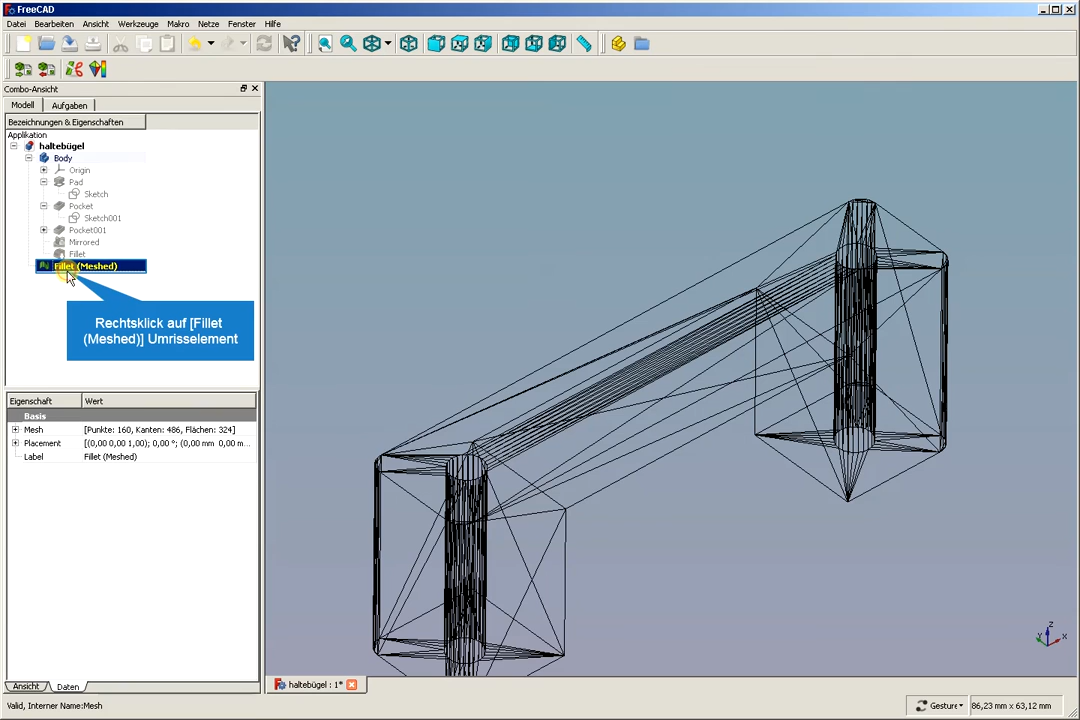 FreeCAD
Datei Bearbeiten Ansicht Werkzeuge Makro Netze Fenster Hilfe
Combo-Ansicht
Modell Aufgaben
Bezeichnungen & Eigenschaften
Applikation
haltebügel
Body
Origin
Pad
Sketch
Pocket
Sketch001
Pocket001
Mirrored
Fillet
Fillet (Meshed)
Rechtsklick auf [Fillet
(Meshed)] Umrisselement
Eigenschaft Wert
Basis
Mesh [Punkte: 160, Kanten: 486, Flächen: 324]
Placement [(0,00 0,00 1,00); 0,00 °; (0,00 mm 0,00 m...
Label Fillet (Meshed)
Z
Y X
Ansicht Daten
haltebügel : 1*
Valid, Interner Name:Mesh
Gesture
86,23 mm x 63,12 mm